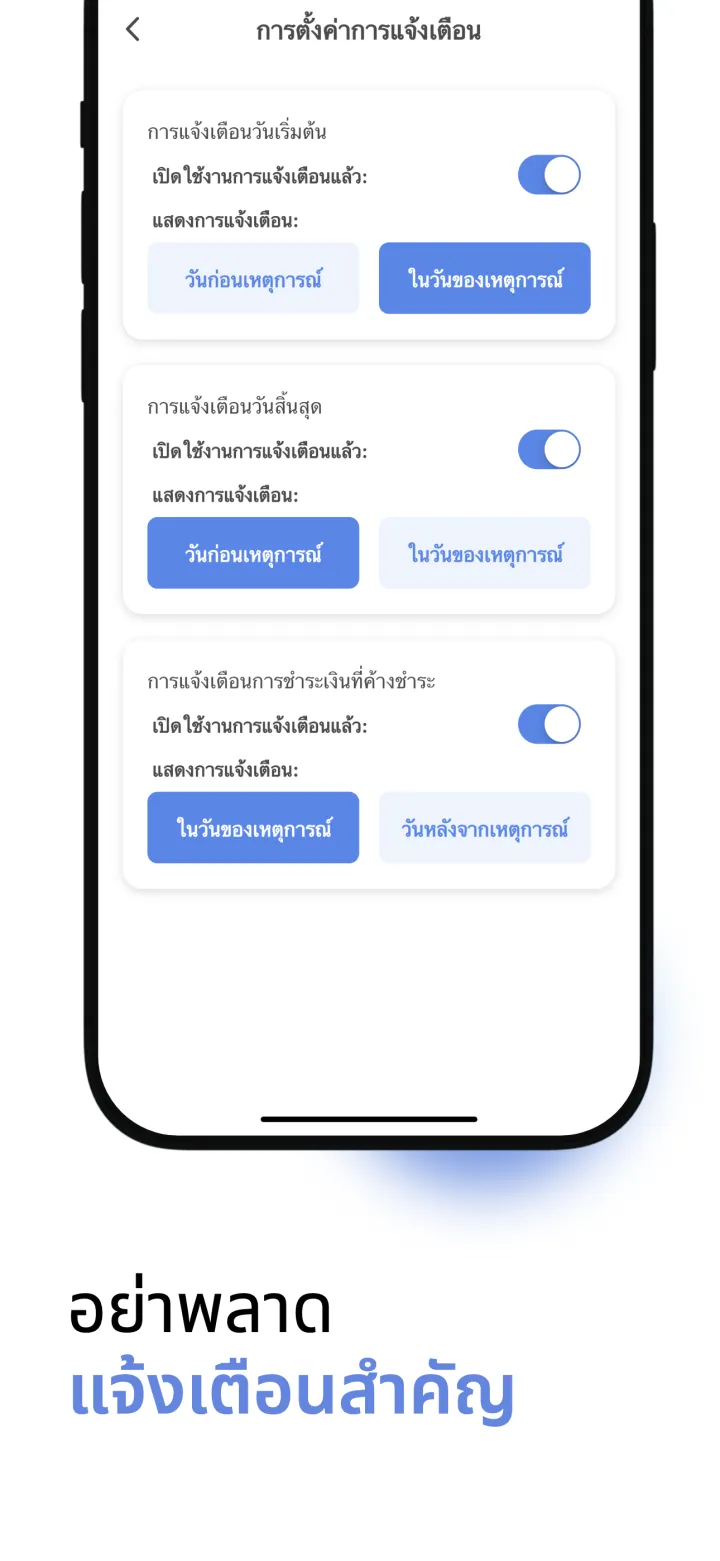 การตั้งค่าการแจ้งเตือน
การแจ้งเตือนวันเริ่มต้น
เปิดใช้งานการแจ้งเตือนแล้ว:
แสดงการแจ้งเตือน:
วันก่อนเหตุการณ์ ในวันของเหตุการณ์
การแจ้งเตือนวันสิ้นสุด
เปิดใช้งานการแจ้งเตือนแล้ว:
แสดงการแจ้งเตือน:
วันก่อนเหตุการณ์ ในวันของเหตุการณ์
การแจ้งเตือนการชำระเงินที่ค้างชำระ
เปิดใช้งานการแจ้งเตือนแล้ว:
แสดงการแจ้งเตือน:
ในวันของเหตุการณ์ วันหลังจากเหตุการณ์
อย่าพลาด
แจ้งเตือนสำคัญ